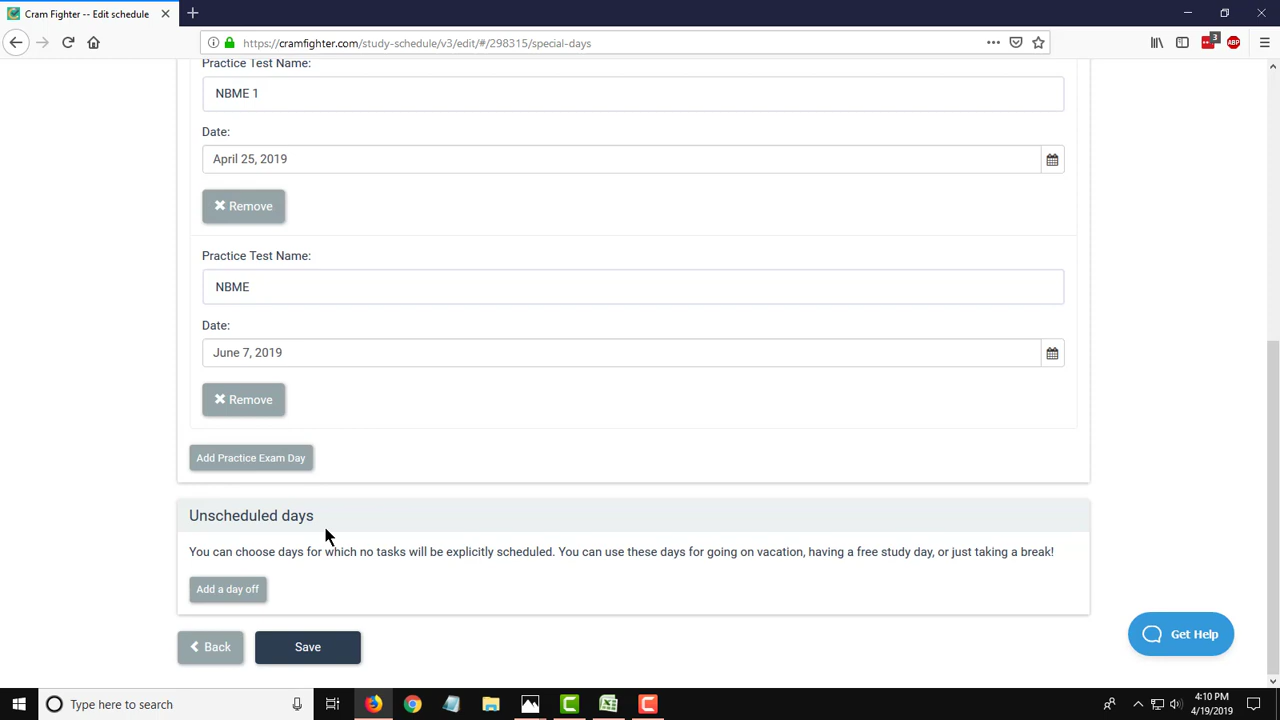 Cram Fighter -- Edit schedule
https://cramfighter.com/study-schedule/v3/edit/#/298315/special-days
3
ABP
Practice Test Name:
NBME 1
Date:
April 25, 2019
Remove
Practice Test Name:
NBME
Date:
June 7, 2019
Remove
Add Practice Exam Day
Unscheduled days
You can choose days for which no tasks will be explicitly scheduled. You can use these days for going on vacation, having a free study day, or just taking a break!
Add a day off
Back
Save
Get Help
Type here to search
4:10 PM
4/19/2019